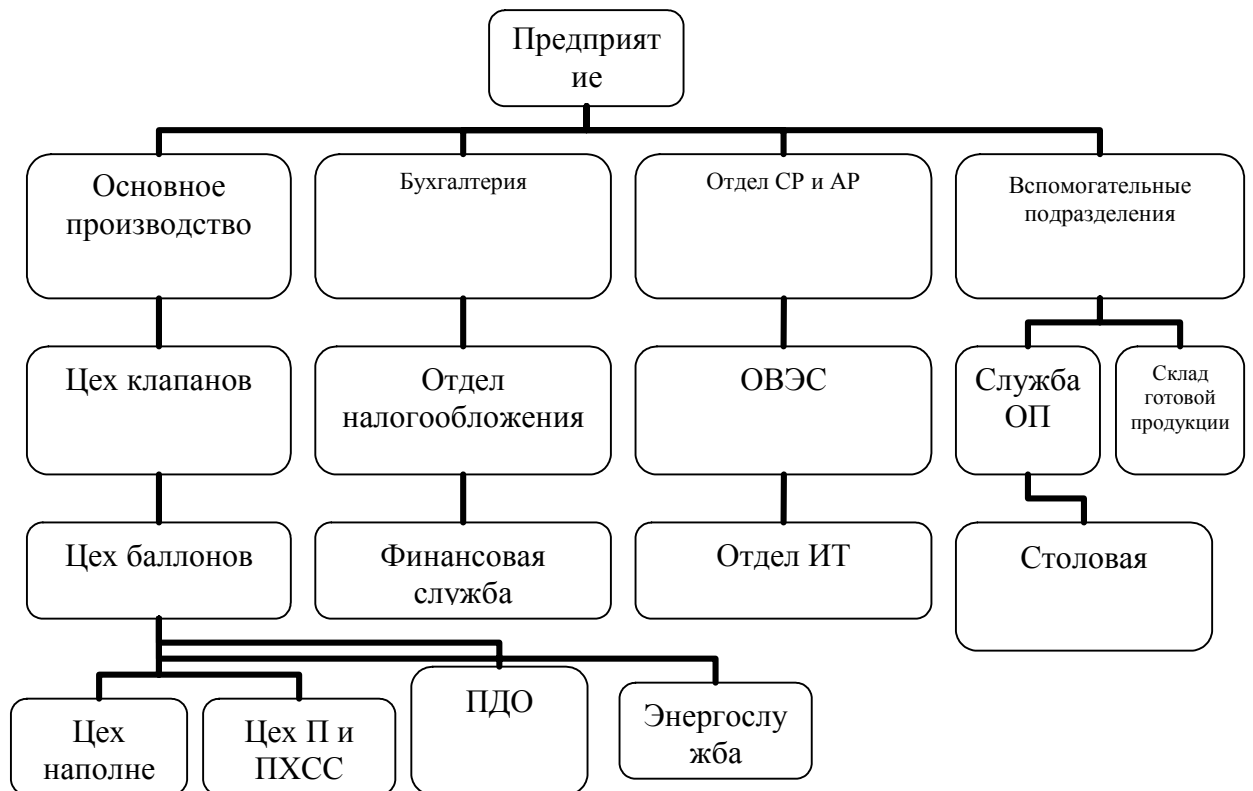 Предприят
ие
Основное
производство
Бухгалтерия
Отдел СР и АР
Вспомогательные
подразделения
Цех клапанов
Отдел
налогообложения
ОВЭС
Служба
ОП
Склад
готовой
продукции
Цех баллонов
Финансовая
служба
Отдел ИТ
Столовая
Цех
наполне
Цех П и
ПХСС
ПДО
Энергослу
жба